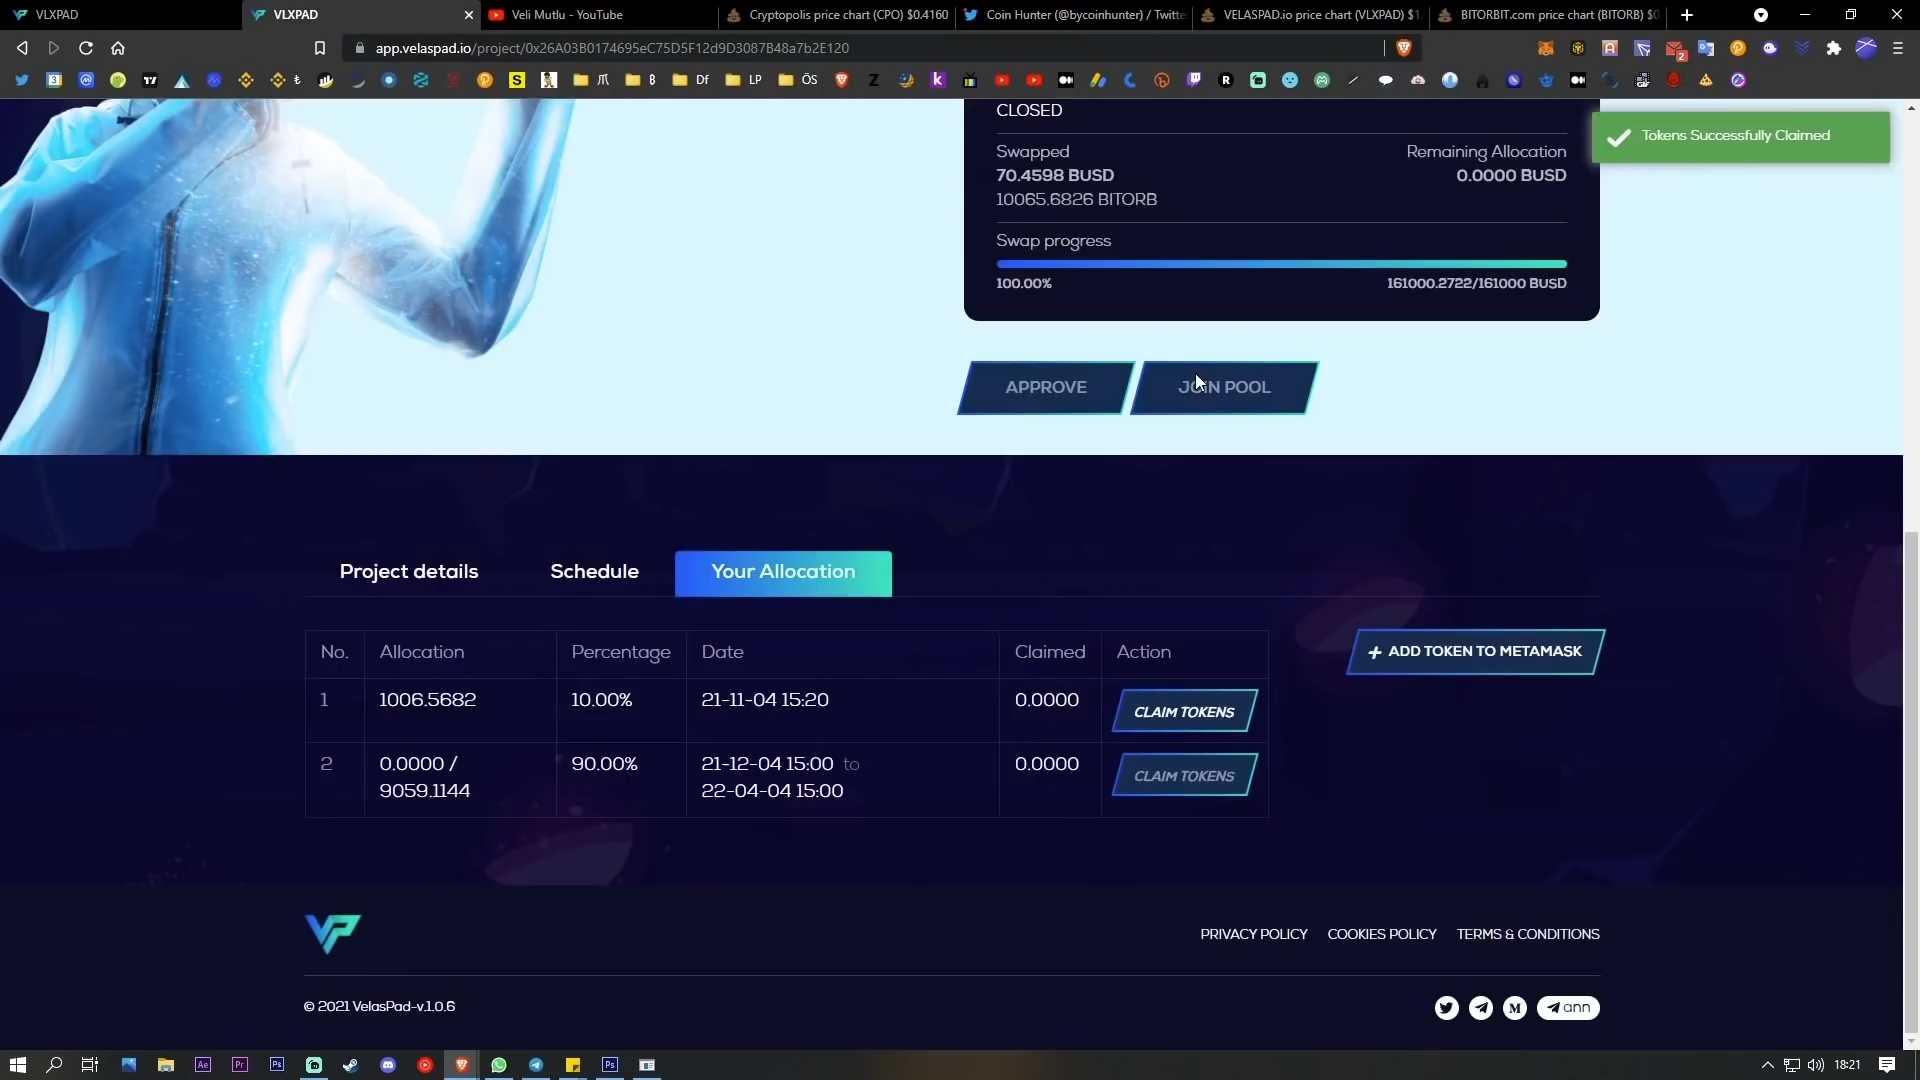 VLXPAD
VLXPAD
Veli Mutlu - YouTube
Cryptopolis price chart (CPO) $0.4160
Coin Hunter (@bycoinhunter) / Twitte
VELASPAD.io price chart (VLXPAD) $1.
BITORBIT.com price chart (BITORB) $0
app.velaspad.io/project/0x26A03B0174695eC75D5F12d9D3087B48a7b2E120
Df
LP
ÖS
CLOSED
Tokens Successfully Claimed
Swapped
Remaining Allocation
70.4598 BUSD
0.0000 BUSD
10065.6826 BITORB
Swap progress
100.00%
161000.2722/161000 BUSD
APPROVE
JOIN POOL
Project details
Schedule
Your Allocation
No.
Allocation
Percentage
Date
Claimed
Action
+ ADD TOKEN TO METAMASK
1
1006.5682
10.00%
21-11-04 15:20
0.0000
CLAIM TOKENS
2
0.0000 /
9059.1144
90.00%
21-12-04 15:00 to
22-04-04 15:00
0.0000
CLAIM TOKENS
VP
PRIVACY POLICY
COOKIES POLICY
TERMS & CONDITIONS
© 2021 VelasPad-v.1.0.6
ann
18:21